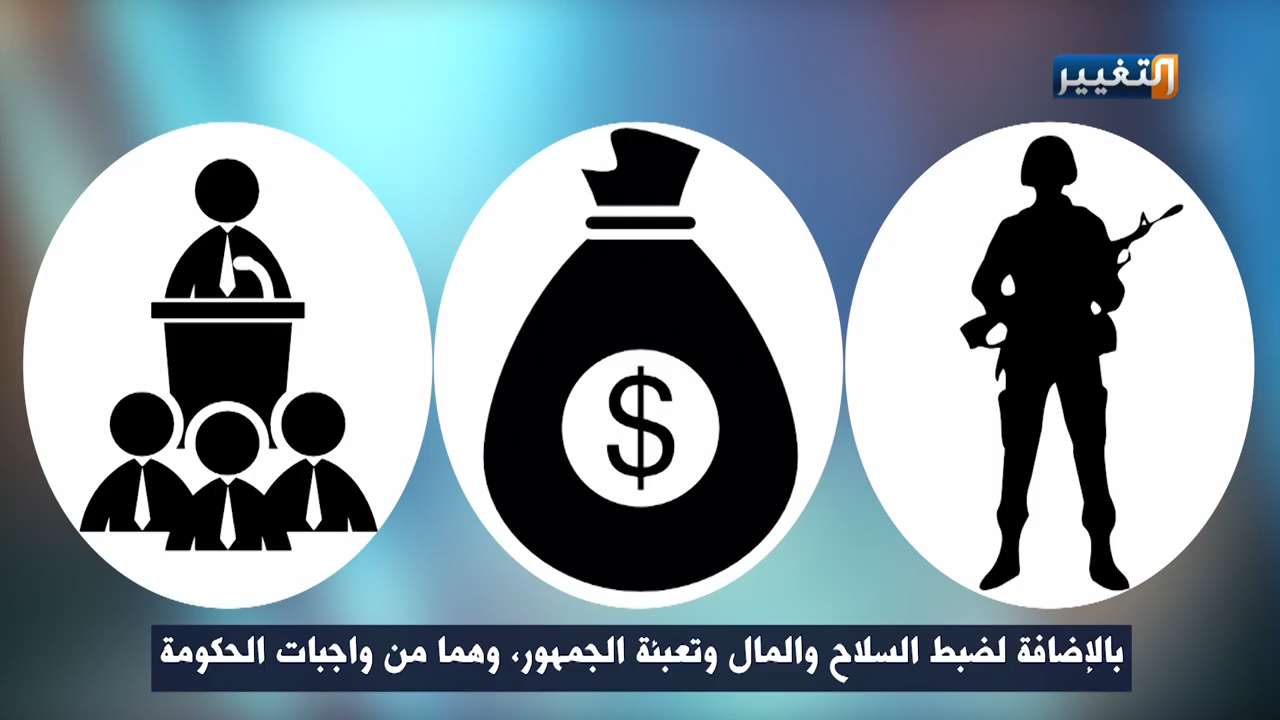 التغيير
$
بالإضافة لضبط السلاح والمال وتعبئة الجمهور، وهما من واجبات الحكومة